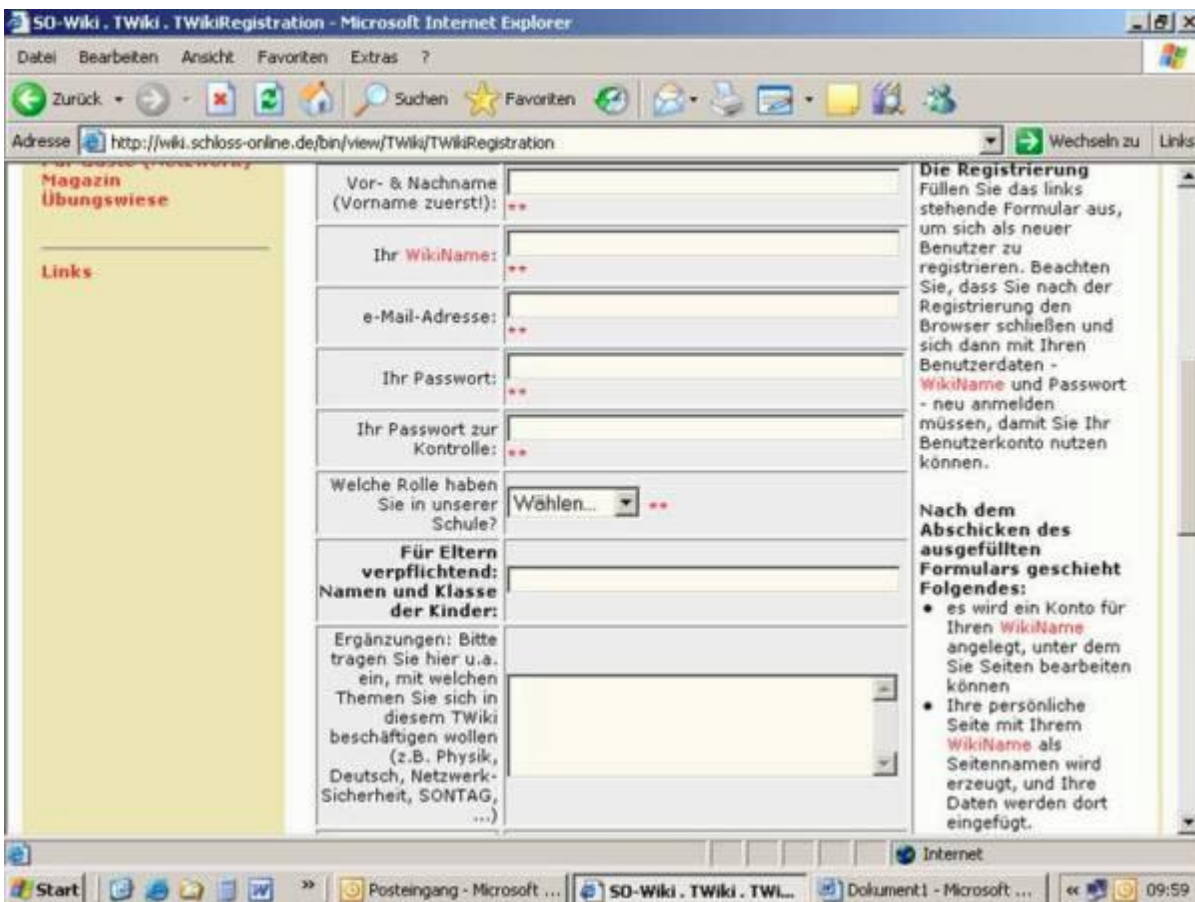 SO-Wiki . TWiki . TWikiRegistration - Microsoft Internet Explorer
Datei Bearbeiten Ansicht Favoriten Extras ?
Zurück Suchen Favoriten
Adresse http://wiki.schloss-online.de/bin/view/TWiki/TWikiRegistration Wechseln zu Links
Für Gäste (Netzwerk)
Magazin
Übungswiese
Links
Vor- & Nachname
(Vorname zuerst!): **
Ihr WikiName:
**
e-Mail-Adresse:
**
Ihr Passwort:
**
Ihr Passwort zur
Kontrolle: **
Welche Rolle haben
Sie in unserer
Schule?
Wählen... **
Für Eltern
verpflichtend:
Namen und Klasse
der Kinder:
Ergänzungen: Bitte
tragen Sie hier u.a.
ein, mit welchen
Themen Sie sich in
diesem TWiki
beschäftigen wollen
(z.B. Physik,
Deutsch, Netzwerk-
Sicherheit, SONTAG,
...)
Die Registrierung
Füllen Sie das links
stehende Formular aus,
um sich als neuer
Benutzer zu
registrieren. Beachten
Sie, dass Sie nach der
Registrierung den
Browser schließen und
sich dann mit Ihren
Benutzerdaten -
WikiName und Passwort
- neu anmelden
müssen, damit Sie Ihr
Benutzerkonto nutzen
können.
Nach dem
Abschicken des
ausgefüllten
Formulars geschieht
Folgendes:
• es wird ein Konto für
Ihren WikiName
angelegt, unter dem
Sie Seiten bearbeiten
können
• Ihre persönliche
Seite mit Ihrem
WikiName als
Seitennamen wird
erzeugt, und Ihre
Daten werden dort
eingefügt.
Internet
Start » Posteingang - Microsoft ... SO-Wiki . TWiki . TWi... Dokument1 - Microsoft ... « 09:59